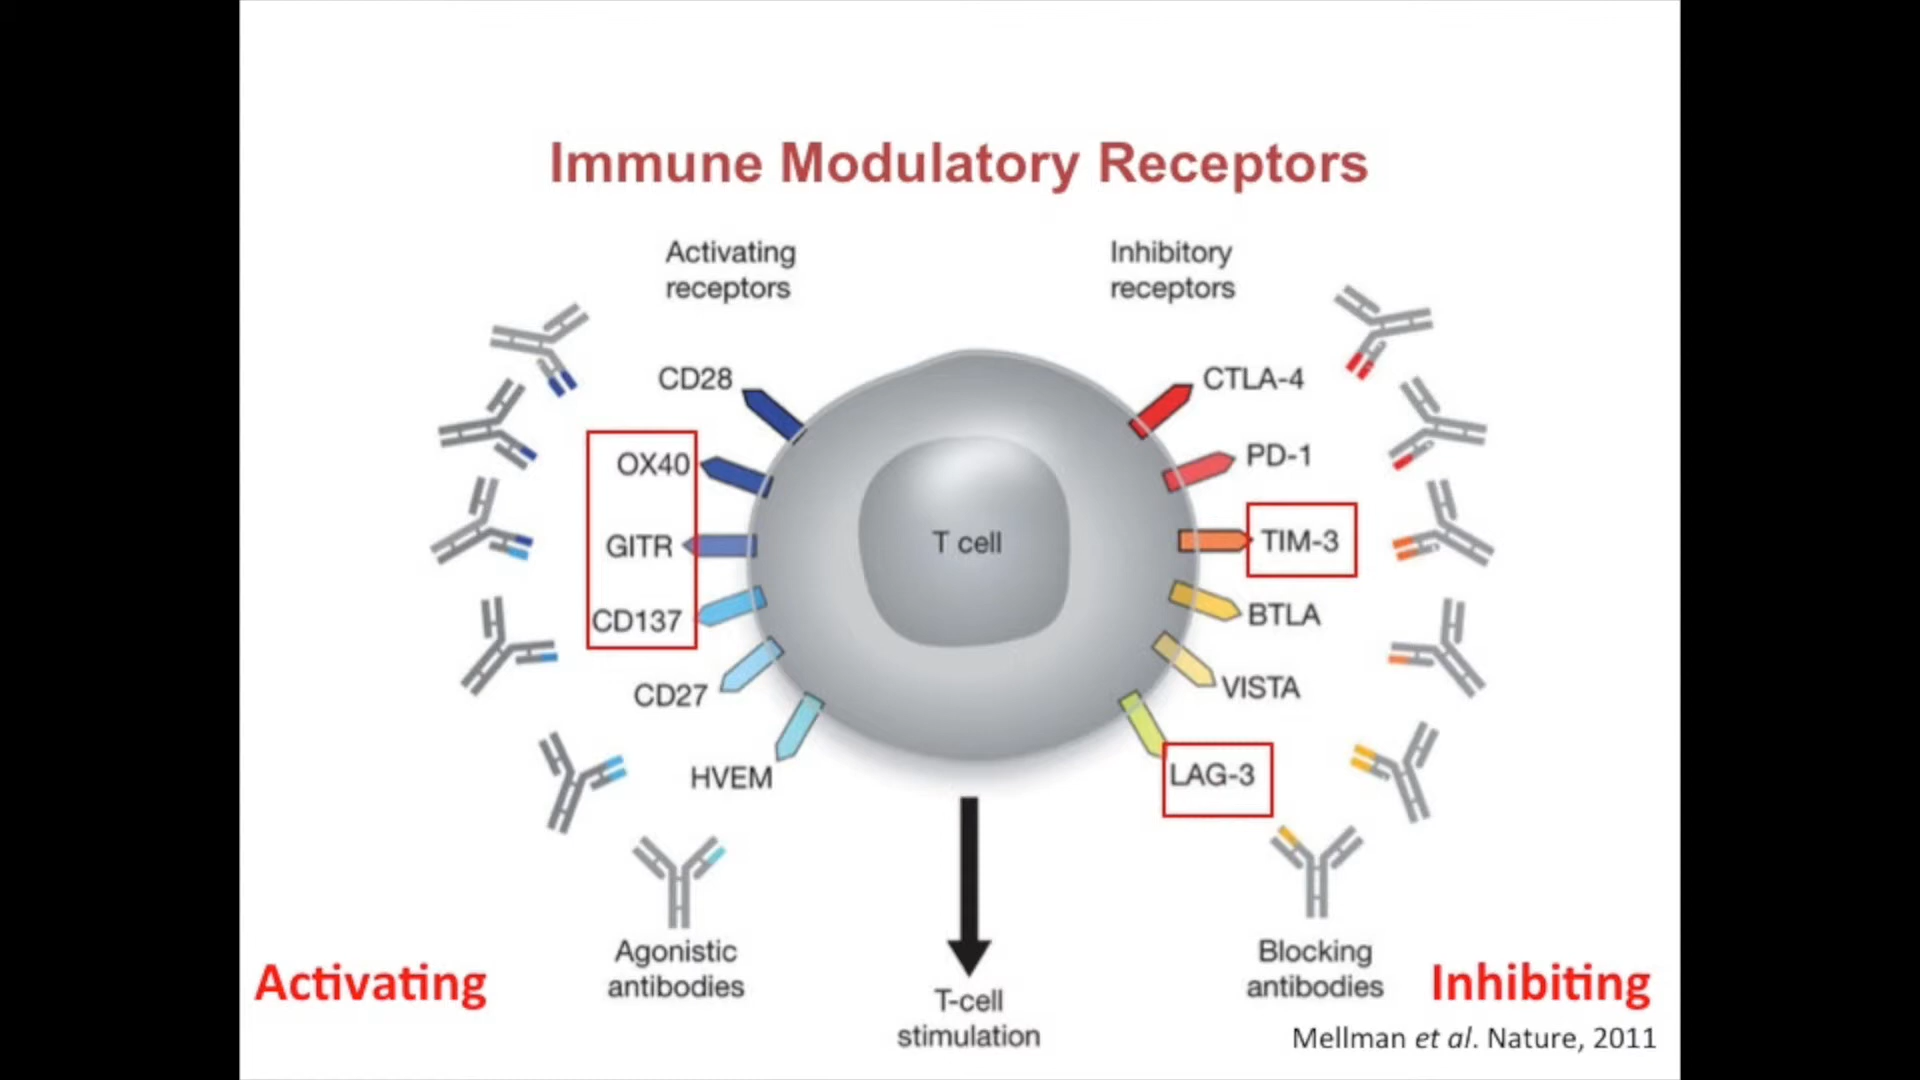 Immune Modulatory Receptors
Activating
receptors
Inhibitory
receptors
CD28
OX40
GITR
CD137
CD27
HVEM
T cell
CTLA-4
PD-1
TIM-3
BTLA
VISTA
LAG-3
Agonistic
antibodies
T-cell
stimulation
Blocking
antibodies
Activating
Inhibiting
Mellman et al. Nature, 2011